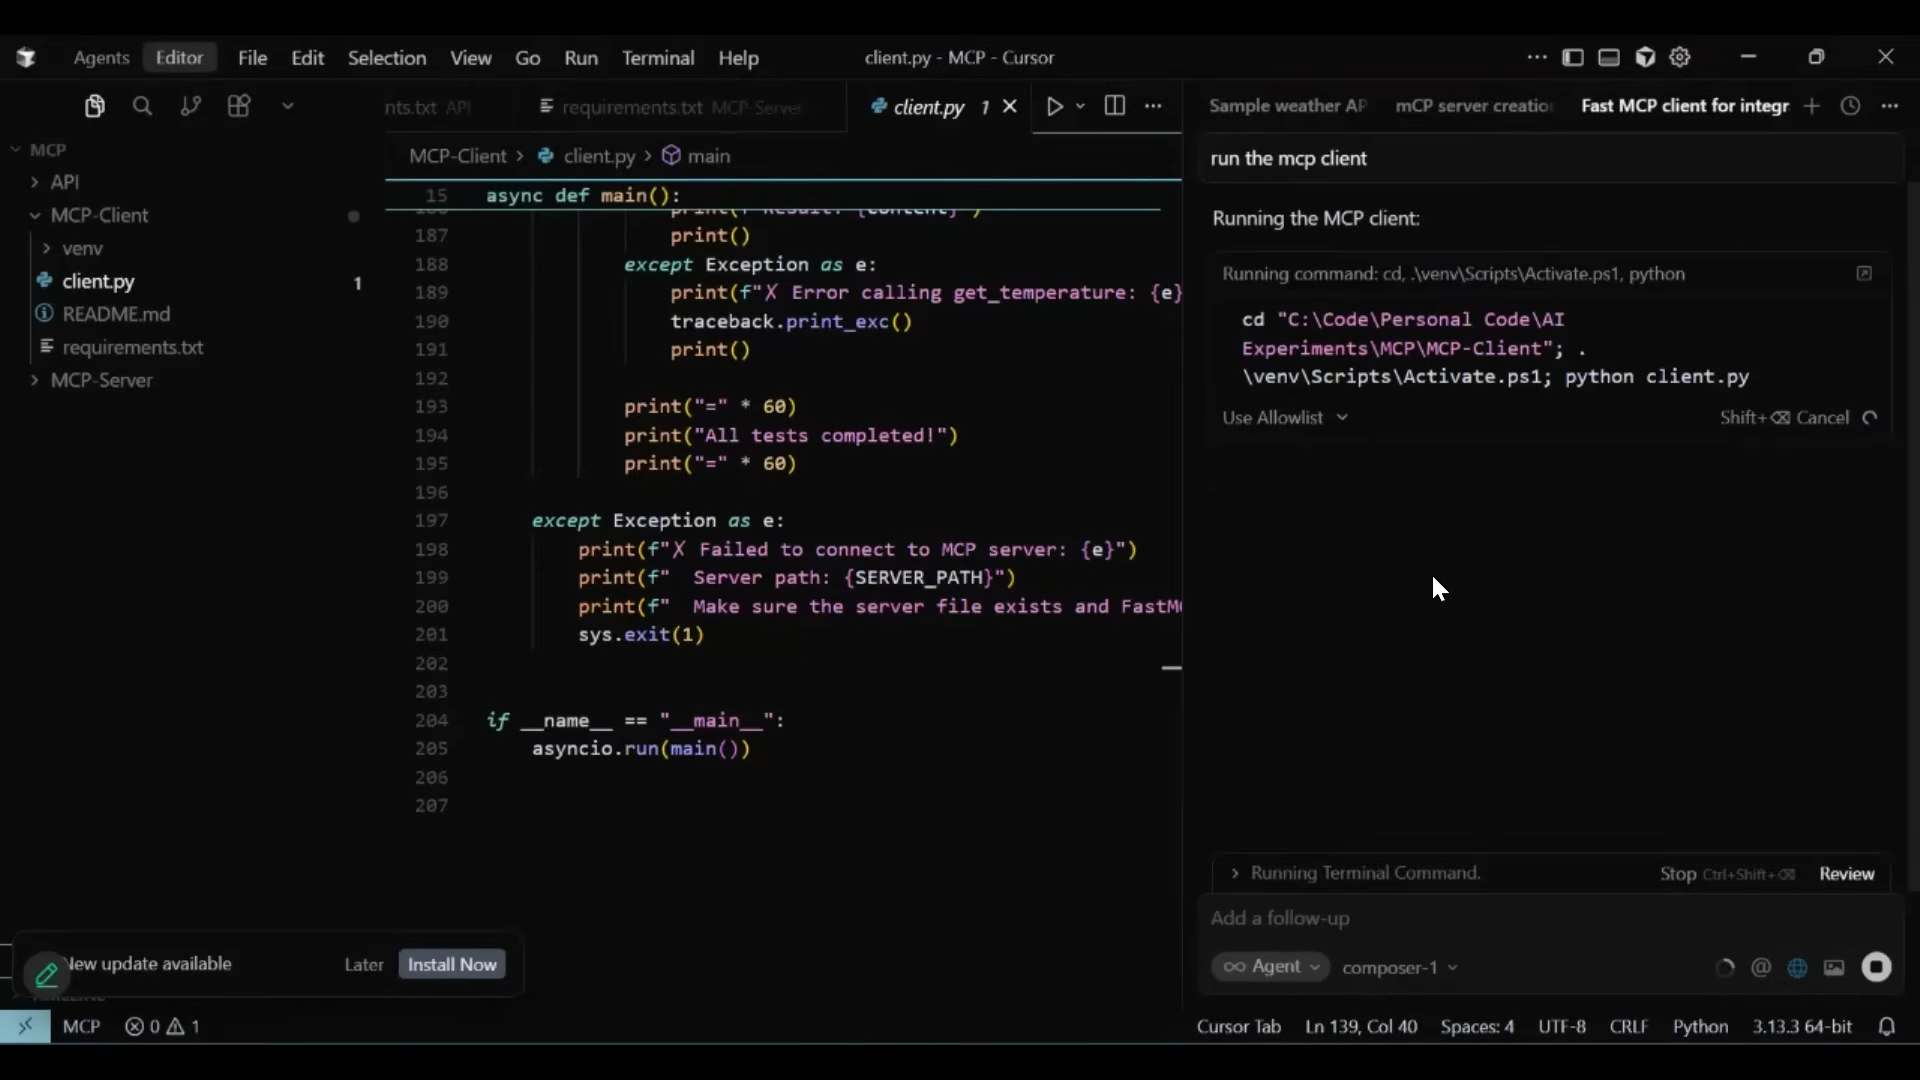 Agents Editor File Edit Selection View Go Run Terminal Help
client.py - MCP - Cursor
nts.txt API
requirements.txt MCP-Server
client.py 1
Sample weather AP
mCP server creatio
Fast MCP client for integr
MCP
API
MCP-Client
venv
client.py 1
README.md
requirements.txt
MCP-Server
MCP-Client > client.py > main
15 async def main():
187 print()
188 except Exception as e:
189 print(f"✗ Error calling get_temperature: {e}
190 traceback.print_exc()
191 print()
192
193 print("=" * 60)
194 print("All tests completed!")
195 print("=" * 60)
196
197 except Exception as e:
198 print(f"✗ Failed to connect to MCP server: {e}")
199 print(f"  Server path: {SERVER_PATH}")
200 print(f"  Make sure the server file exists and FastM
201 sys.exit(1)
202
203
204 if __name__ == "__main__":
205 asyncio.run(main())
206
207
run the mcp client
Running the MCP client:
Running command: cd, .\venv\Scripts\Activate.ps1, python
cd "C:\Code\Personal Code\AI
Experiments\MCP\MCP-Client"; .
\venv\Scripts\Activate.ps1; python client.py
Use Allowlist
Shift+⌫ Cancel
Running Terminal Command.
Stop Ctrl+Shift+⌫ Review
Add a follow-up
Agent composer-1
New update available Later Install Now
MCP 0 1
Cursor Tab Ln 139, Col 40 Spaces: 4 UTF-8 CRLF Python 3.13.3 64-bit